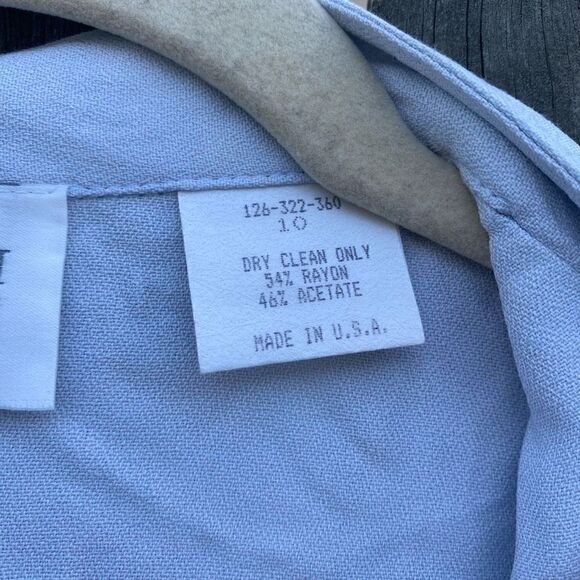 126-322-360
10
DRY CLEAN ONLY
54% RAYON
46% ACETATE
MADE IN U.S.A.